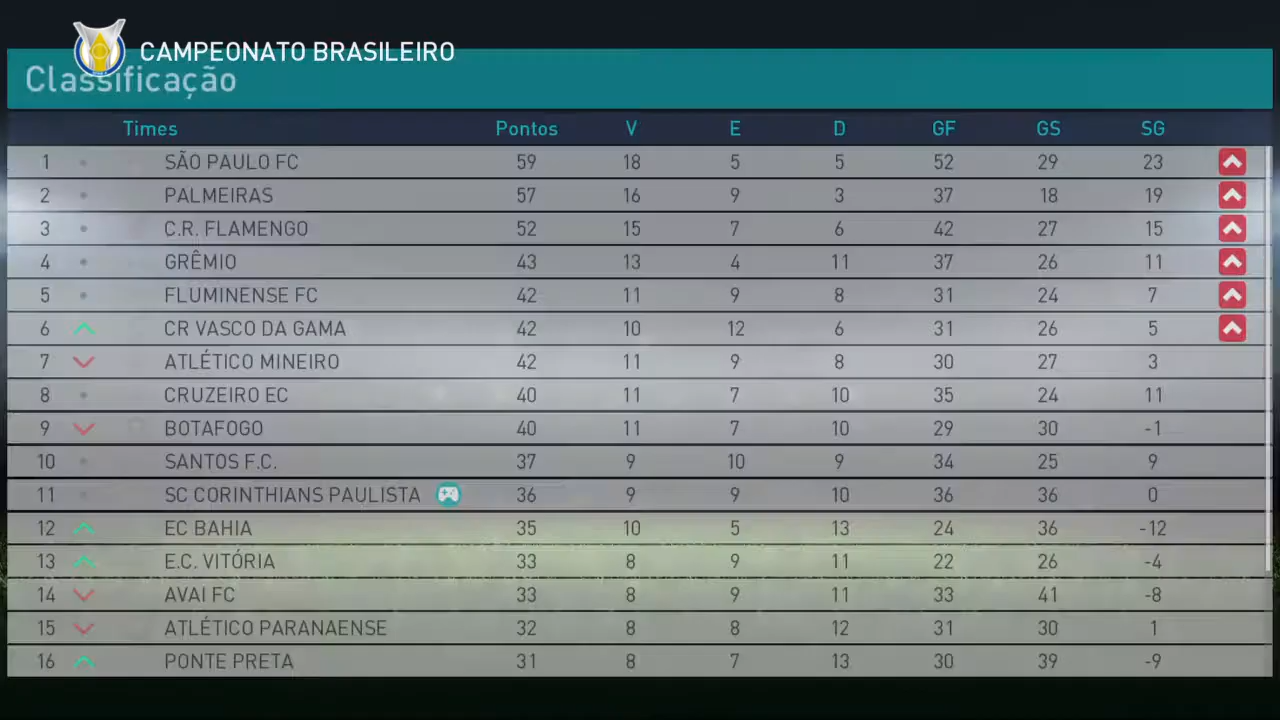 CAMPEONATO BRASILEIRO
Classificação
Times Pontos V E D GF GS SG
1 SÃO PAULO FC 59 18 5 5 52 29 23
2 PALMEIRAS 57 16 9 3 37 18 19
3 C.R. FLAMENGO 52 15 7 6 42 27 15
4 GRÊMIO 43 13 4 11 37 26 11
5 FLUMINENSE FC 42 11 9 8 31 24 7
6 CR VASCO DA GAMA 42 10 12 6 31 26 5
7 ATLÉTICO MINEIRO 42 11 9 8 30 27 3
8 CRUZEIRO EC 40 11 7 10 35 24 11
9 BOTAFOGO 40 11 7 10 29 30 -1
10 SANTOS F.C. 37 9 10 9 34 25 9
11 SC CORINTHIANS PAULISTA 36 9 9 10 36 36 0
12 EC BAHIA 35 10 5 13 24 36 -12
13 E.C. VITÓRIA 33 8 9 11 22 26 -4
14 AVAI FC 33 8 9 11 33 41 -8
15 ATLÉTICO PARANAENSE 32 8 8 12 31 30 1
16 PONTE PRETA 31 8 7 13 30 39 -9